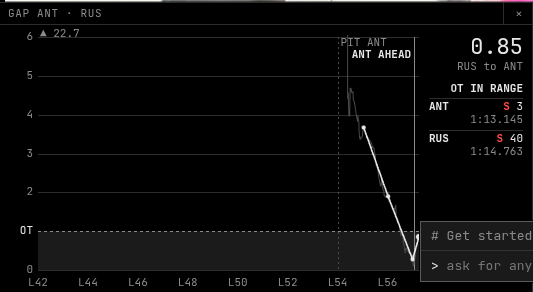 GAP ANT · RUS ×
6 ▲ 22.7
PIT ANT
ANT AHEAD
5
4
3
2
OT
0
L42 L44 L46 L48 L50 L52 L54 L56
0.85
RUS to ANT
OT IN RANGE
ANT S 3
1:13.145
RUS S 40
1:14.763
# Get started
> ask for any